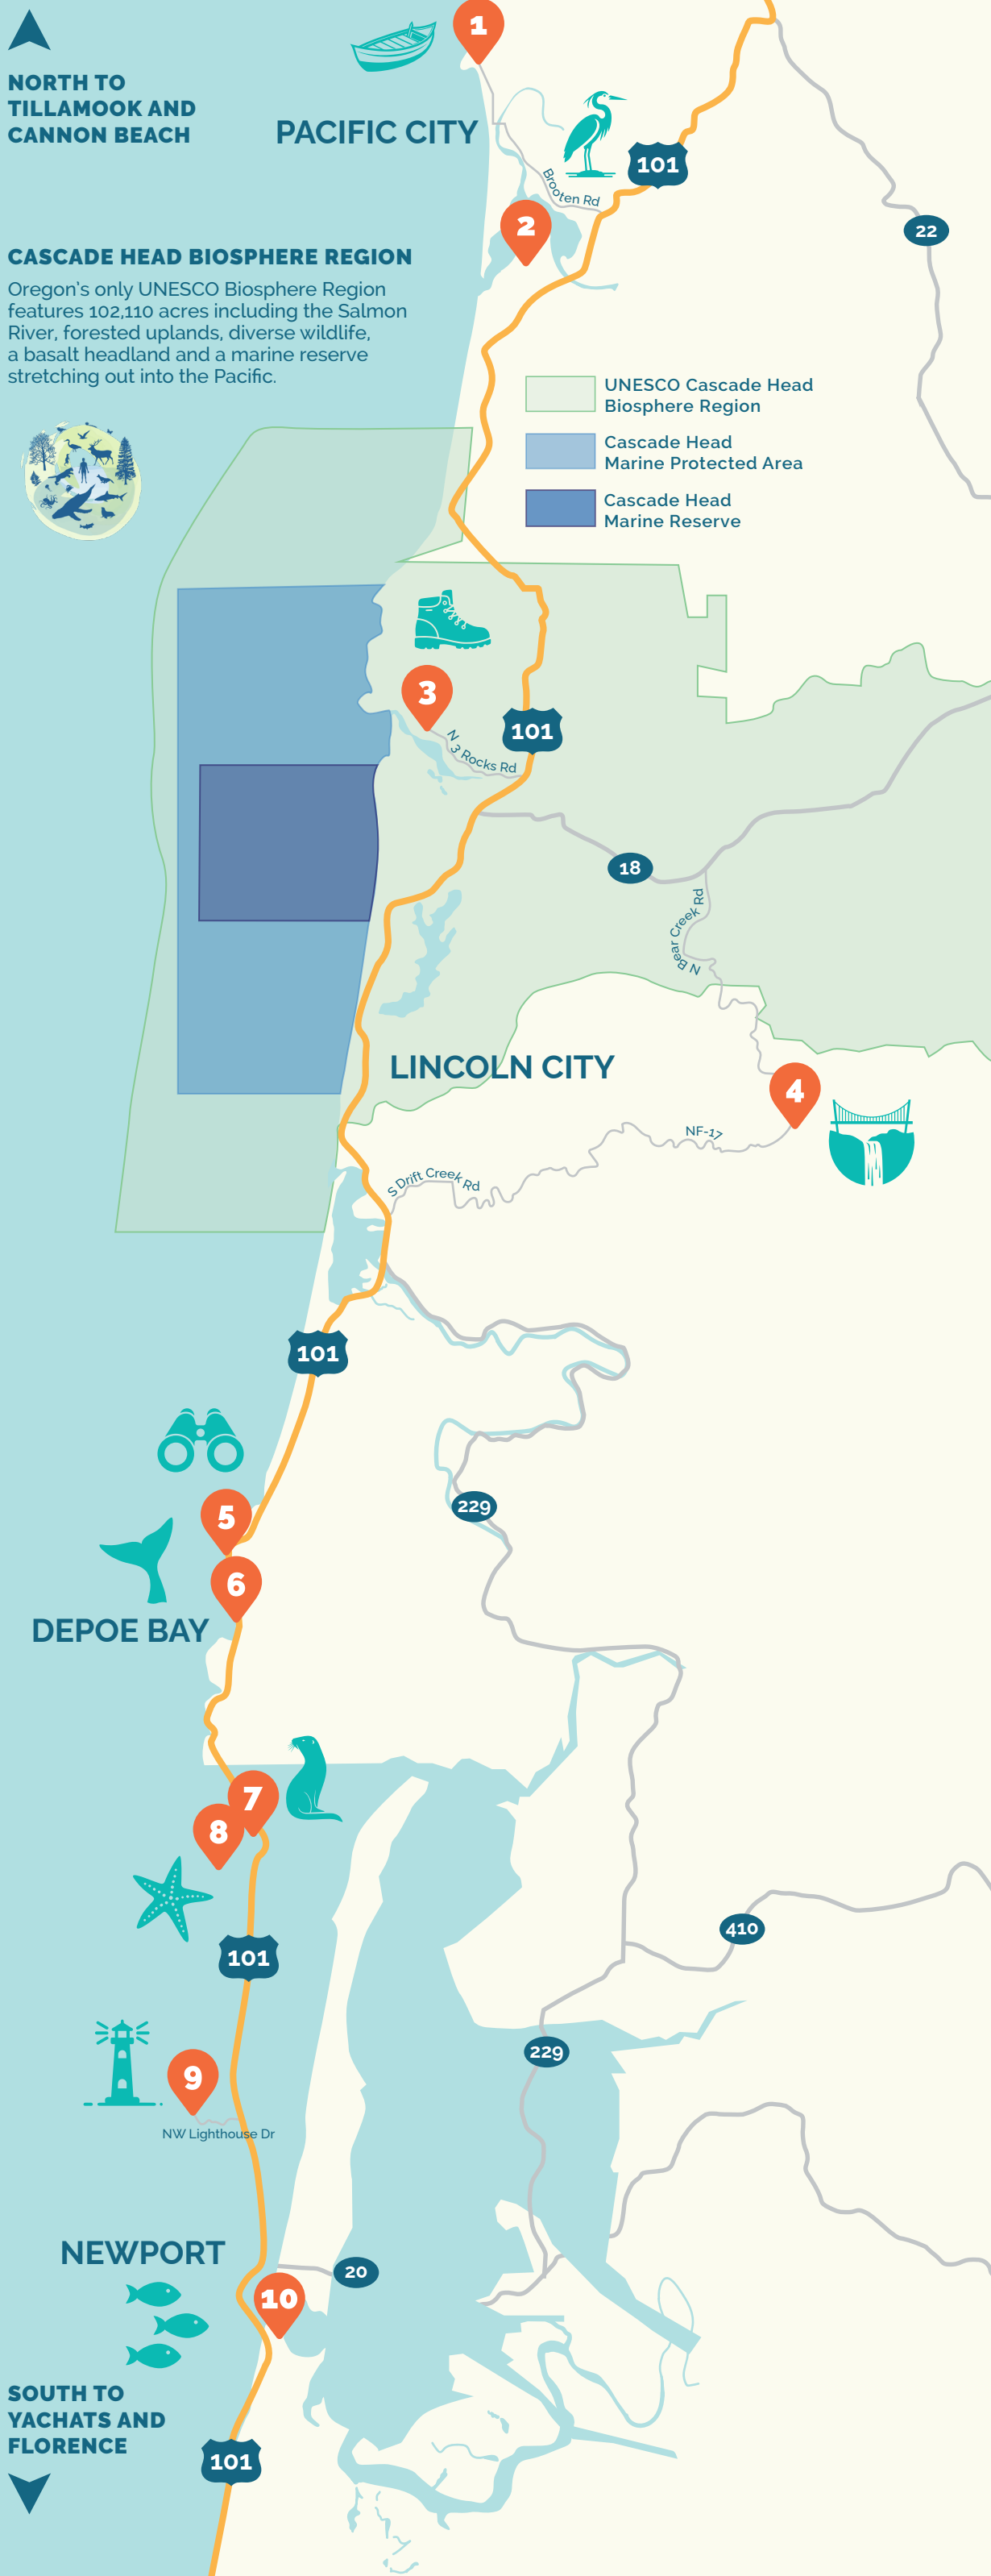 1
NORTH TO
TILLAMOOK AND
CANNON BEACH
PACIFIC CITY
101
Brooten Rd
2
22
CASCADE HEAD BIOSPHERE REGION
Oregon's only UNESCO Biosphere Region
features 102,110 acres including the Salmon
River, forested uplands, diverse wildlife,
a basalt headland and a marine reserve
stretching out into the Pacific.
UNESCO Cascade Head
Biosphere Region
Cascade Head
Marine Protected Area
Cascade Head
Marine Reserve
3
101
N 3 Rocks Rd
18
N Bear Creek Rd
LINCOLN CITY
4
NF-17
S Drift Creek Rd
101
5
229
6
DEPOE BAY
7
8
410
101
229
9
NW Lighthouse Dr
NEWPORT
20
10
SOUTH TO
YACHATS AND
FLORENCE
101